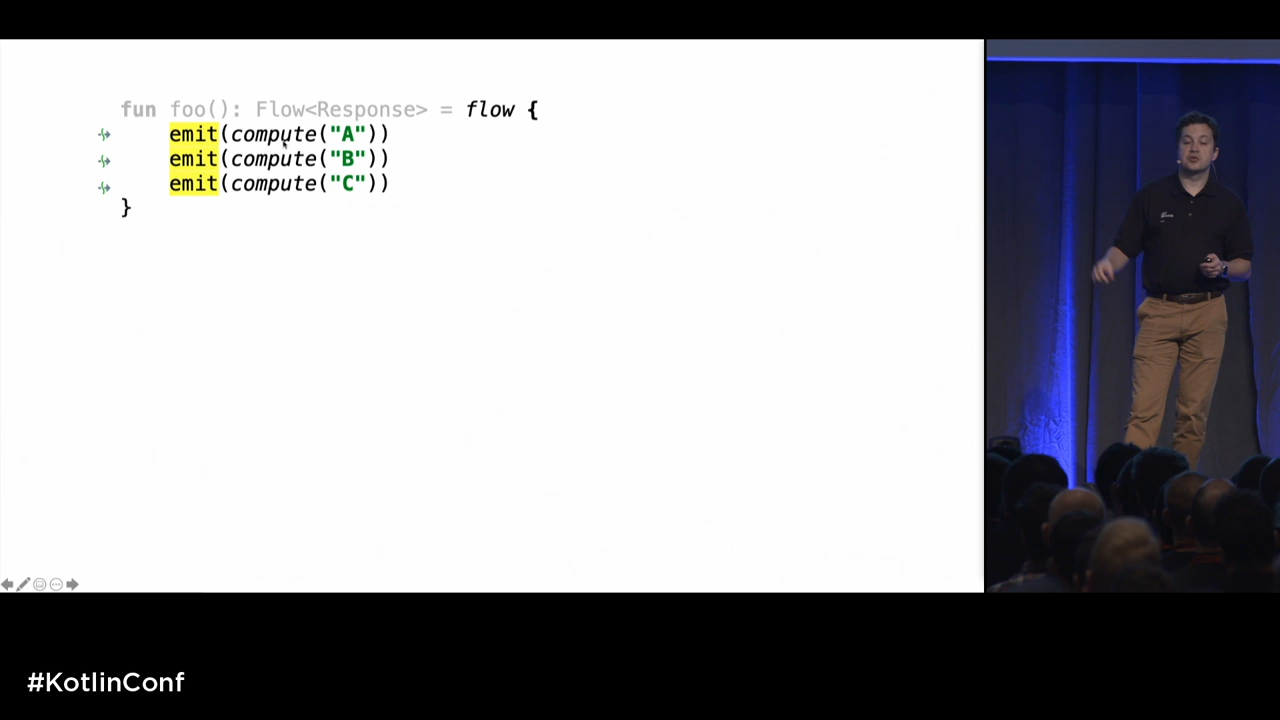 fun foo(): Flow<Response> = flow {
emit(compute("A"))
emit(compute("B"))
emit(compute("C"))
}
#KotlinConf